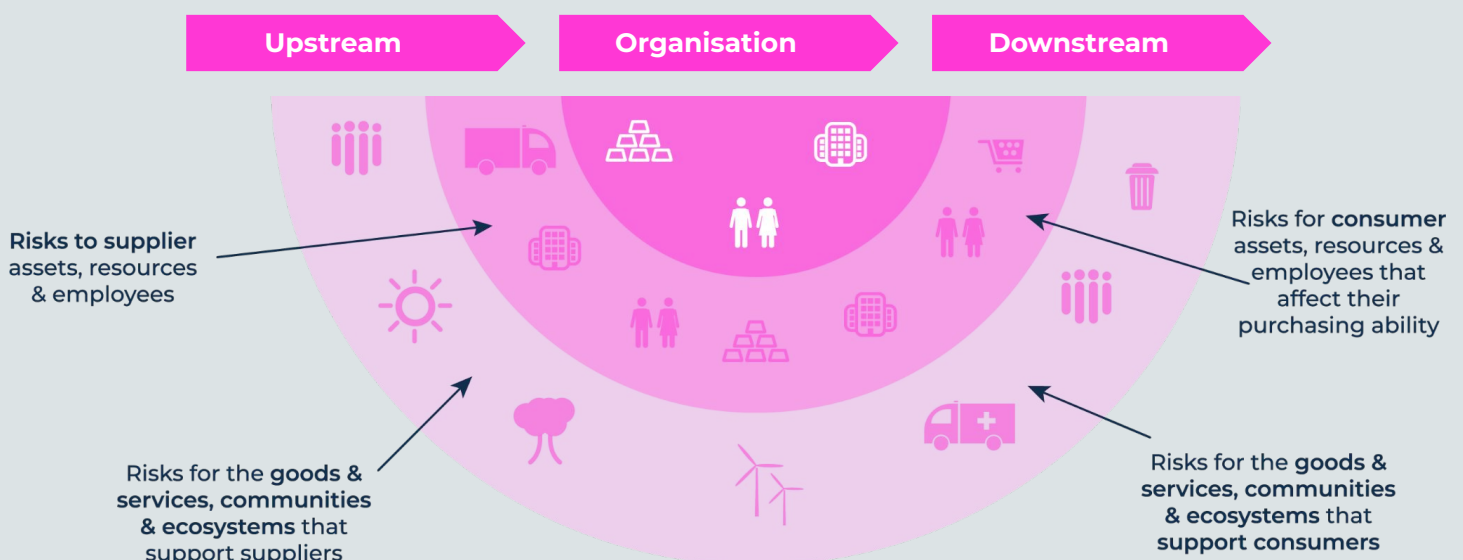 Upstream
Organisation
Downstream
Risks to supplier
assets, resources
& employees
Risks for consumer
assets, resources &
employees that
affect their
purchasing ability
Risks for the goods &
services, communities
& ecosystems that
support suppliers
Risks for the goods &
services, communities
& ecosystems that
support consumers